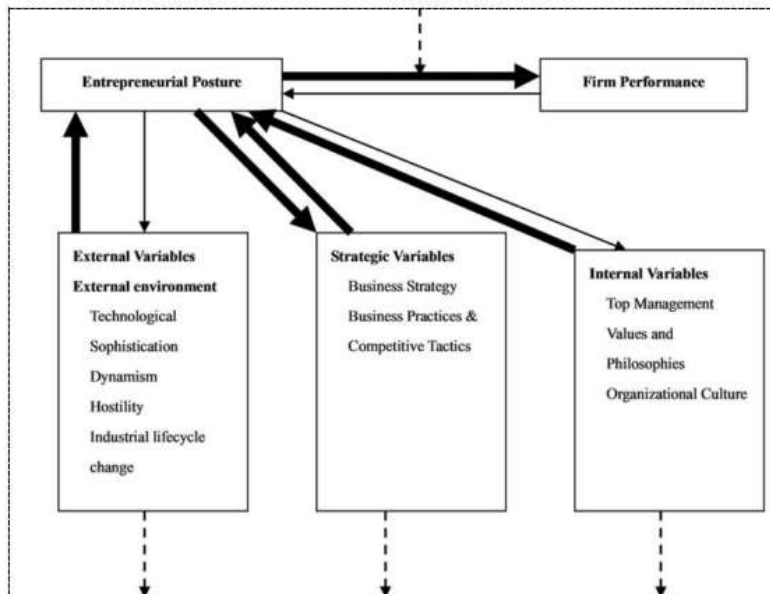 Entrepreneurial Posture
Firm Performance
External Variables
External environment
Technological
Sophistication
Dynamism
Hostility
Industrial lifecycle
change
Strategic Variables
Business Strategy
Business Practices &
Competitive Tactics
Internal Variables
Top Management
Values and
Philosophies
Organizational Culture